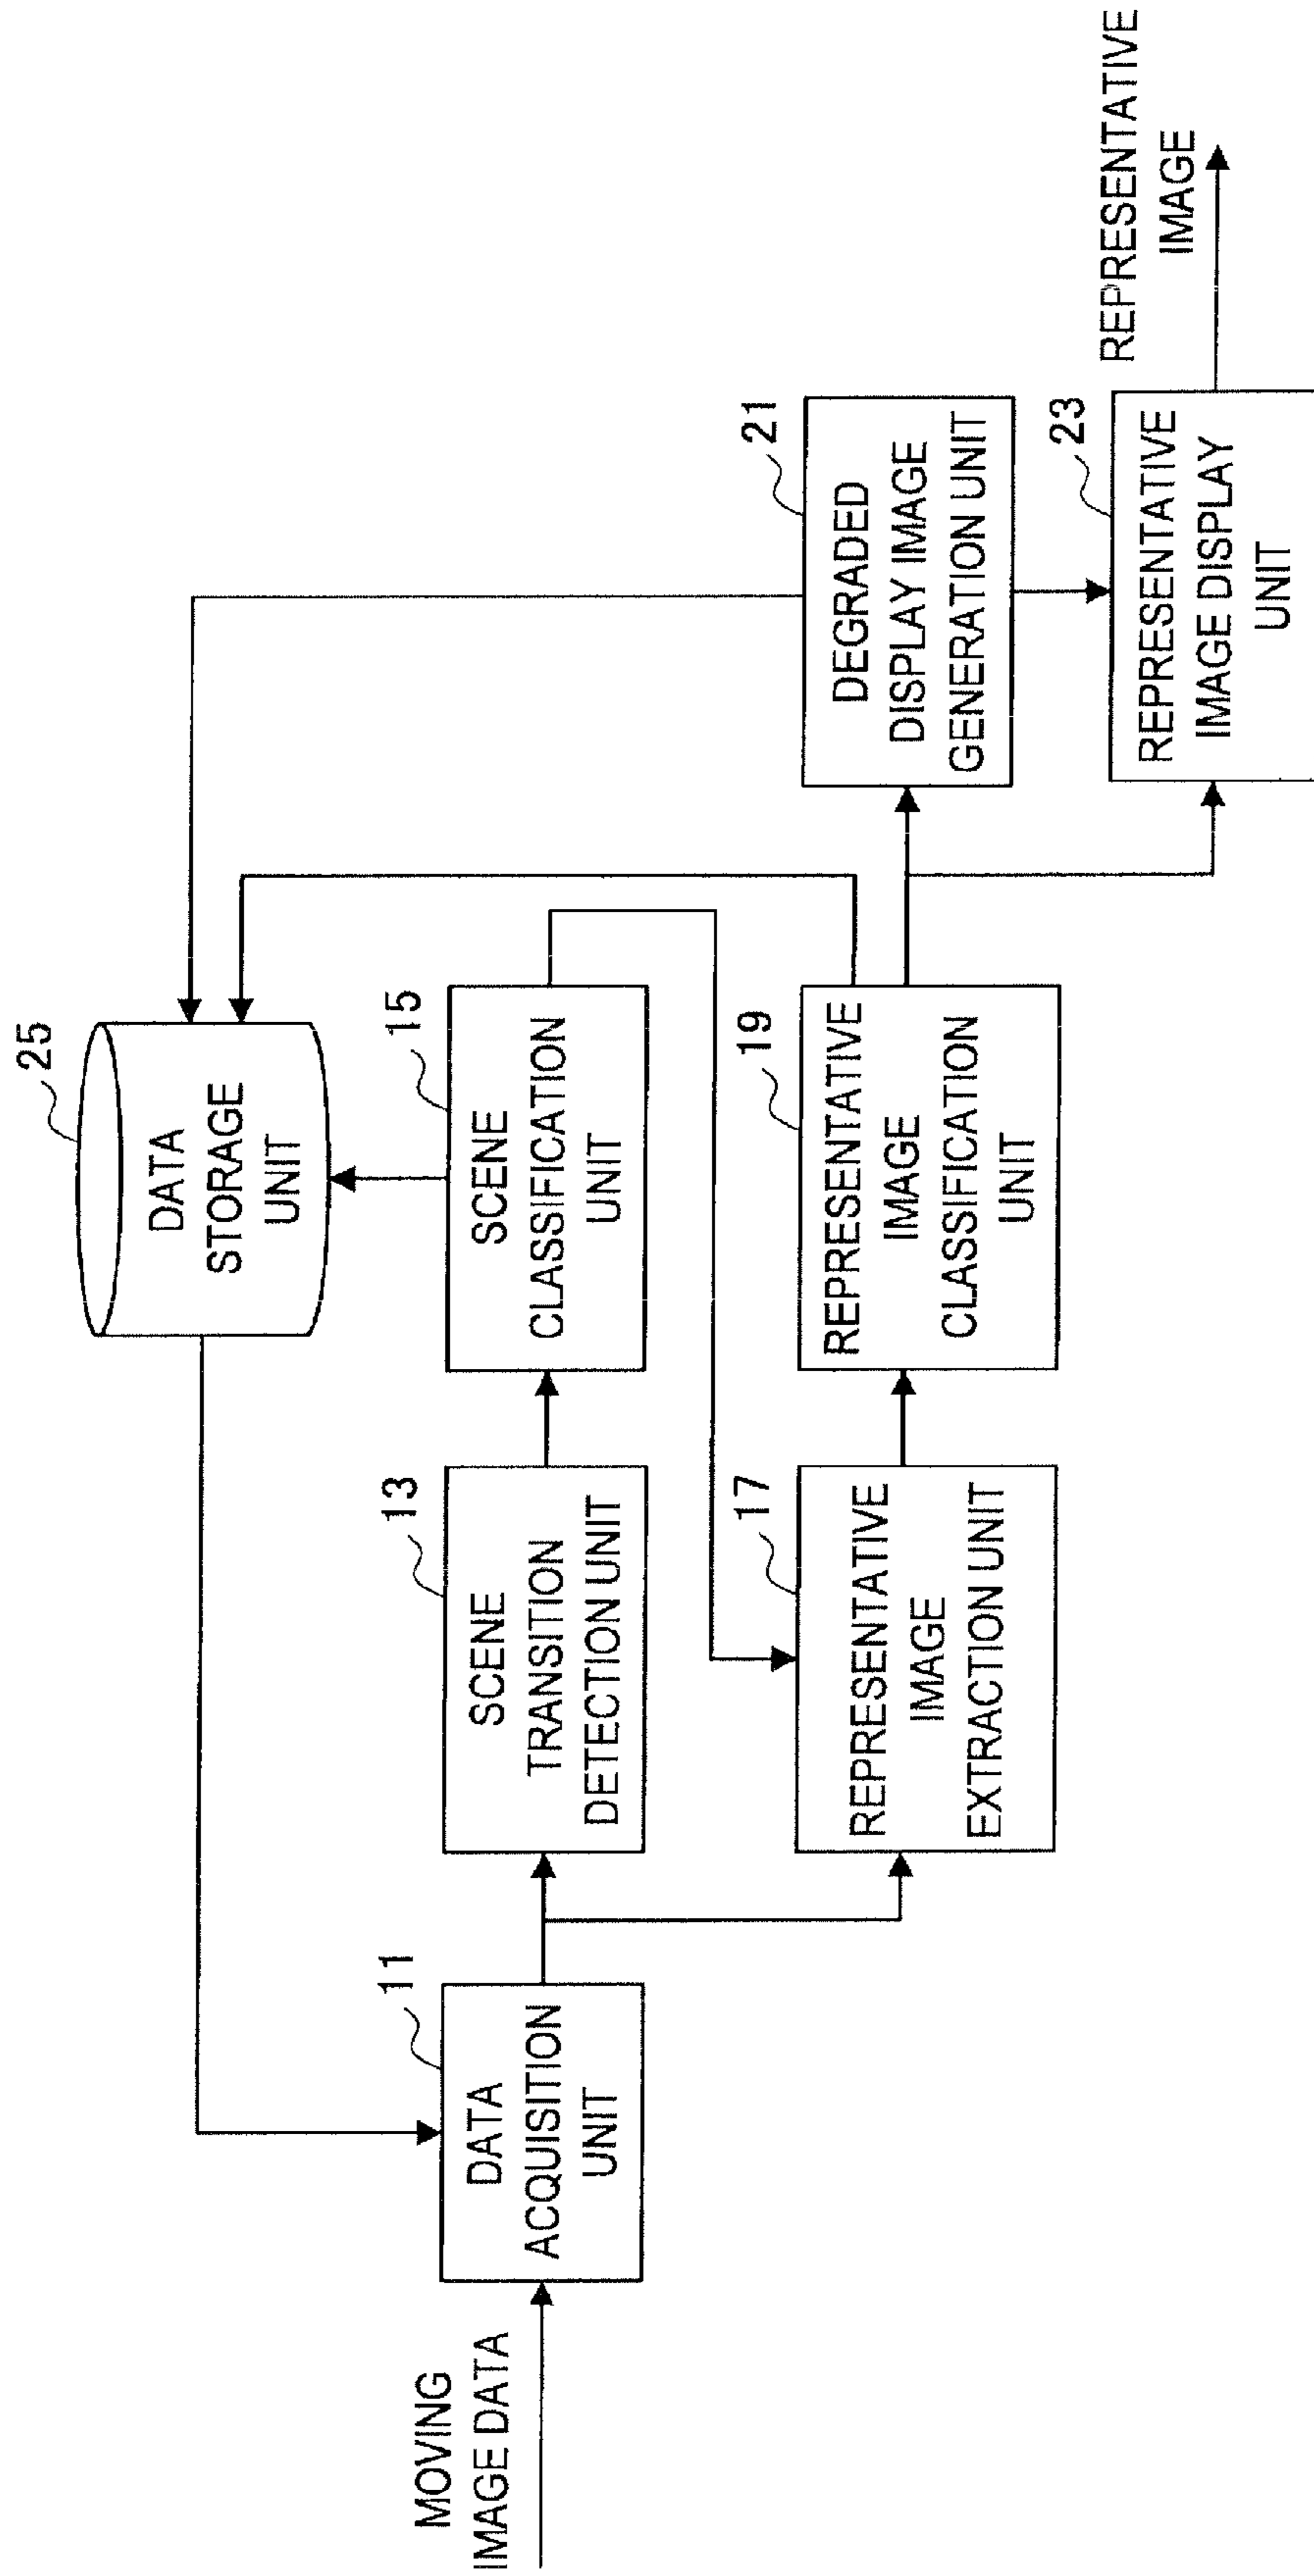 25
DATA
STORAGE
UNIT
MOVING
IMAGE DATA
11
DATA
ACQUISITION
UNIT
13
SCENE
TRANSITION
DETECTION UNIT
15
SCENE
CLASSIFICATION
UNIT
17
REPRESENTATIVE
IMAGE
EXTRACTION UNIT
19
REPRESENTATIVE
IMAGE
CLASSIFICATION
UNIT
21
DEGRADED
DISPLAY IMAGE
GENERATION UNIT
23
REPRESENTATIVE
IMAGE DISPLAY
UNIT
REPRESENTATIVE
IMAGE